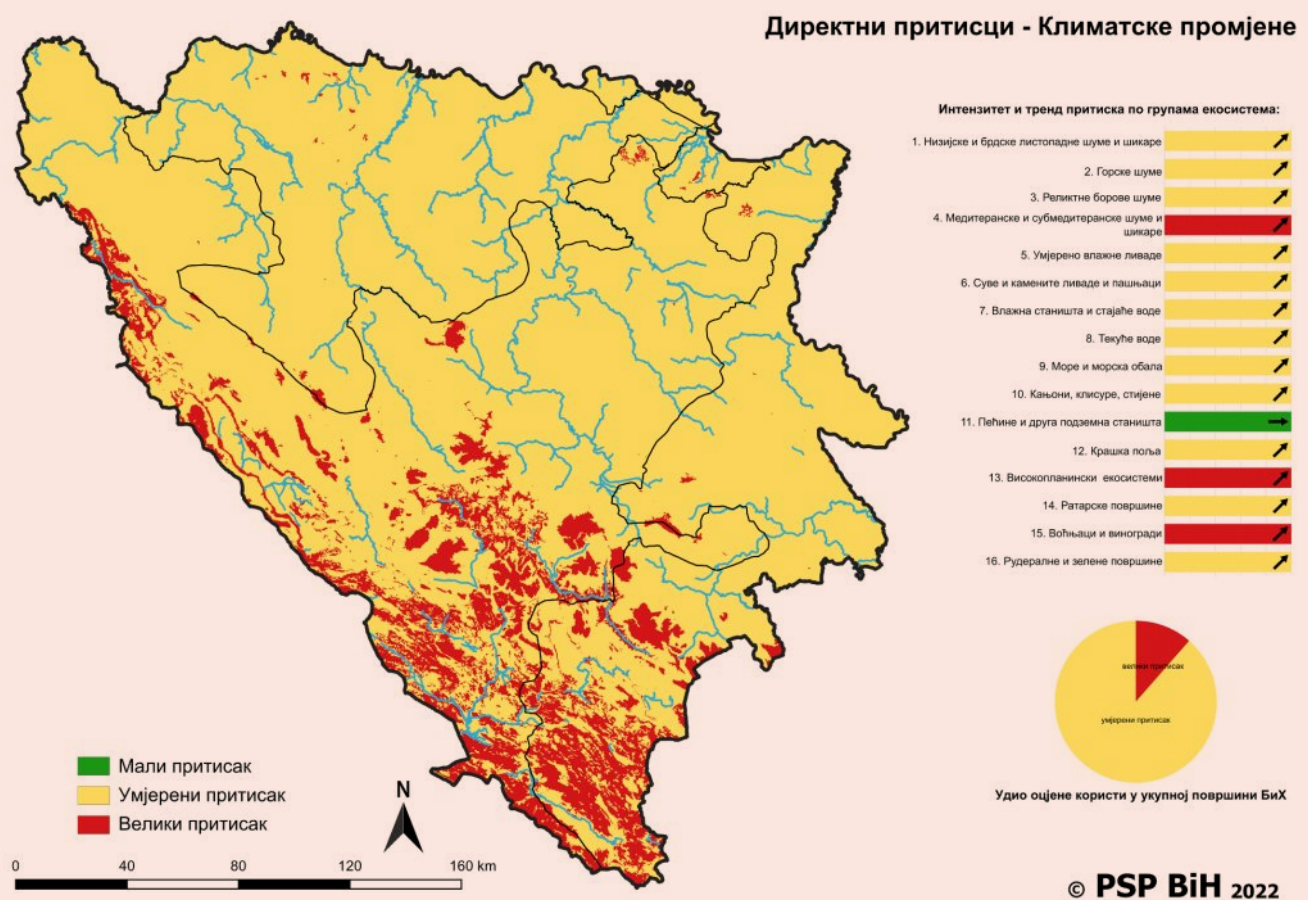 Директни притисци - Климатске промјене
Интензитет и тренд притиска по групама екосистема:
1. Низијске и брдске листопадне шуме и шикаре
2. Горске шуме
3. Реликтне борове шуме
4. Медитеранске и субмедитеранске шуме и
шикаре
5. Умјерено влажне ливаде
6. Суве и камените ливаде и пашњаци
7. Влажна станишта и стајаће воде
8. Текуће воде
9. Море и морска обала
10. Кањони, клисуре, стијене
11. Пећине и друга подземна станишта
12. Крашка поља
13. Високопланински екосистеми
14. Ратарске површине
15. Воћњаци и виногради
16. Рудералне и зелене површине
велики притисак
умјерени притисак
Удио оцјене користи у укупној површини БиХ
Мали притисак
Умјерени притисак
Велики притисак
N
0 40 80 120 160 km
© PSP BiH 2022